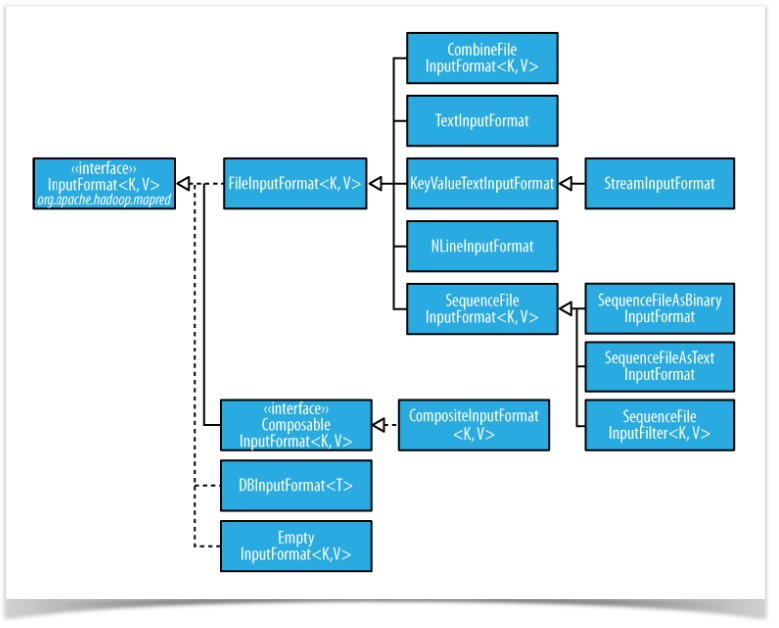 CombineFile
InputFormat<K, V>
TextInputFormat
‹‹interface››
InputFormat<K, V>
org.apache.hadoop.mapred
FileInputFormat<K, V>
KeyValueTextInputFormat
StreamInputFormat
NLineInputFormat
SequenceFile
InputFormat<K, V>
SequenceFileAsBinary
InputFormat
SequenceFileAsText
InputFormat
SequenceFile
InputFilter<K, V>
‹‹interface››
Composable
InputFormat<K, V>
CompositeInputFormat
<K, V>
DBInputFormat<T>
Empty
InputFormat<K,V>